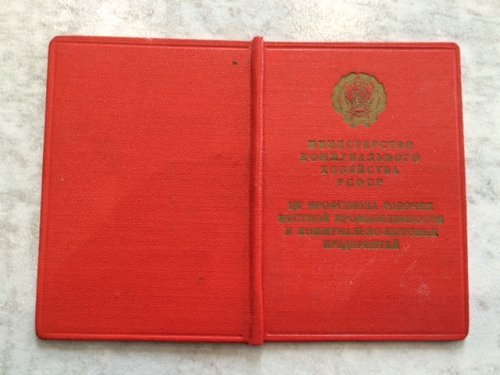 МИНИСТЕРСТВО
КОММУНАЛЬНОГО
ХОЗЯЙСТВА
РСФСР
ЦК ПРОФСОЮЗА РАБОЧИХ
МЕСТНОЙ ПРОМЫШЛЕННОСТИ
И КОММУНАЛЬНО-БЫТОВЫХ
ПРЕДПРИЯТИЙ